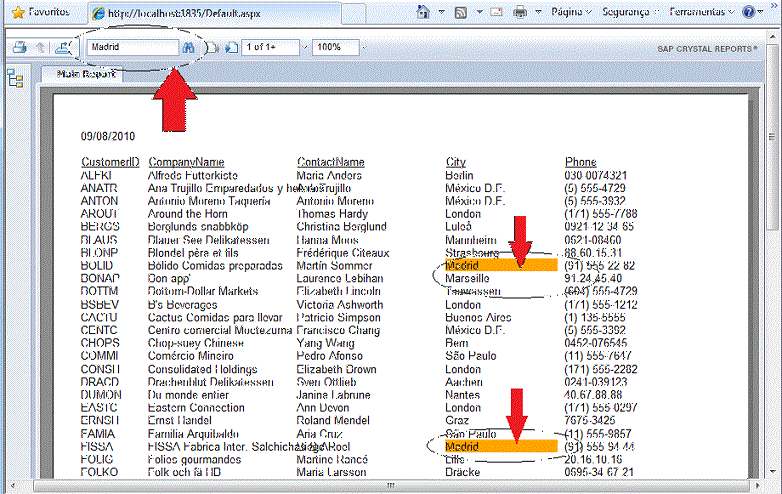 Favoritos http://localhost:1835/Default.aspx Página Segurança Ferramentas
Madrid 1 of 1+ 100% SAP CRYSTAL REPORTS®
Main Report
09/08/2010
CustomerID CompanyName ContactName City Phone
ALFKI Alfreds Futterkiste Maria Anders Berlin 030-0074321
ANATR Ana Trujillo Emparedados y Trujillo México D.F. (5) 555-4729
ANTON Antonio Moreno Taquería Antonio Moreno México D.F. (5) 555-3932
AROUT Around the Horn Thomas Hardy London (171) 555-7788
BERGS Berglunds snabbköp Christina Berglund Luleå 0921-12 34 65
BLAUS Blauer See Delikatessen Hanna Moos Mannheim 0621-08460
BLONP Blondel père et fils Frédérique Citeaux Strasbourg 88.60.15.31
BOLID Bólido Comidas preparadas Martín Sommer Madrid (91) 555 22 82
BONAP Bon app' Laurence Lebihan Marseille 91.24.45.40
BOTTM Bottom-Dollar Markets Elizabeth Lincoln Tsawassen (604) 555-4729
BSBEV B's Beverages Victoria Ashworth London (171) 555-1212
CACTU Cactus Comidas para llevar Patricio Simpson Buenos Aires (1) 135-5555
CENTC Centro comercial Moctezuma Francisco Chang México D.F. (5) 555-3392
CHOPS Chop-suey Chinese Yang Wang Bern 0452-076545
COMMI Comércio Mineiro Pedro Afonso São Paulo (11) 555-7647
CONSH Consolidated Holdings Elizabeth Brown London (171) 555-2282
DRACD Drachenblut Delikatessen Sven Ottlieb Aachen 0241-039123
DUMON Du monde entier Janine Labrune Nantes 40.67.88.88
EASTC Eastern Connection Ann Devon London (171) 555-0297
ERNSH Ernst Handel Roland Mendel Graz 7675-3425
FAMIA Familia Arquibaldo Aria Cruz São Paulo (11) 555-9857
FISSA FISSA Fabrica Inter. Salchichas Roel Madrid (91) 555 94 44
FOLIG Folies gourmandes Martine Rancé Lille 20.16.10.16
FOLKO Folk och fä HB Maria Larsson Bräcke 0695-34 67 21